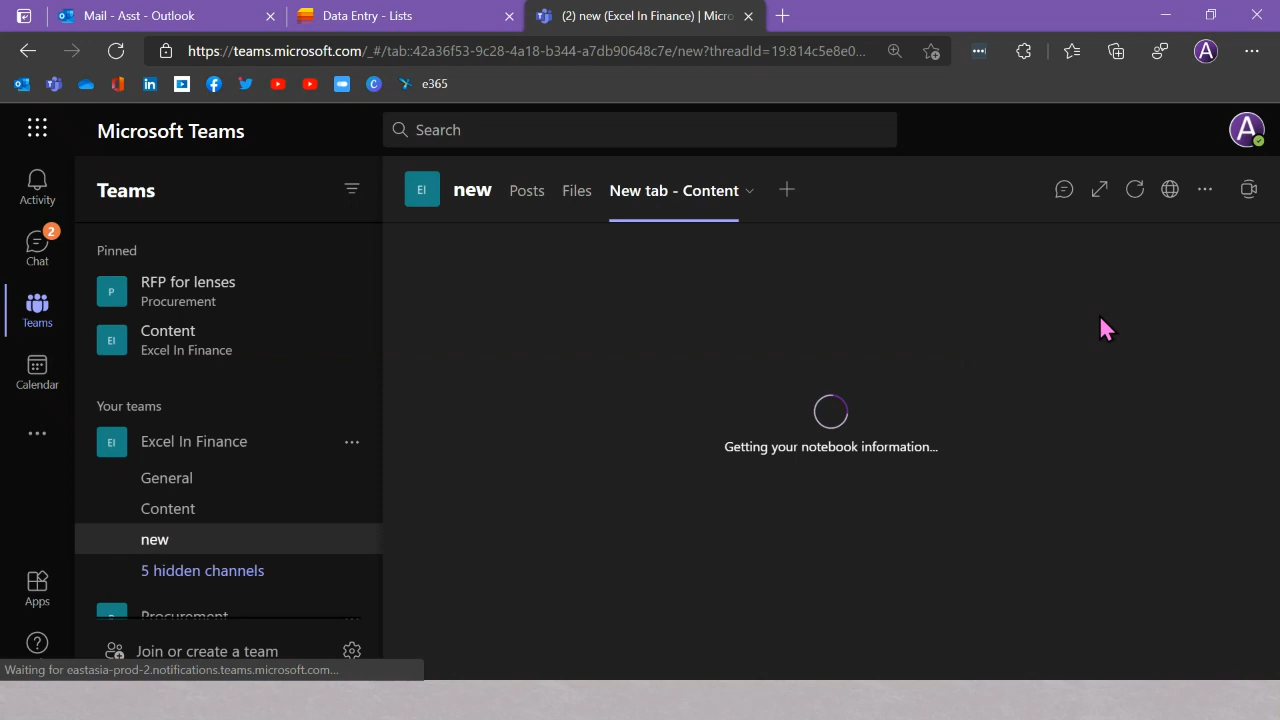 Mail - Asst - Outlook
Data Entry - Lists
(2) new (Excel In Finance) | Micro
https://teams.microsoft.com/_#/tab::42a36f53-9c28-4a18-b344-a7db90648c7e/new?threadId=19:814c5e8e0...
A
e365
Microsoft Teams
Search
A
Activity
Teams
EI
new
Posts
Files
New tab - Content
2
Chat
Pinned
P
RFP for lenses
Procurement
Teams
EI
Content
Excel In Finance
Calendar
Your teams
EI
Excel In Finance
General
Getting your notebook information...
Content
new
5 hidden channels
Apps
Procurement
Join or create a team
Waiting for eastasia-prod-2.notifications.teams.microsoft.com...